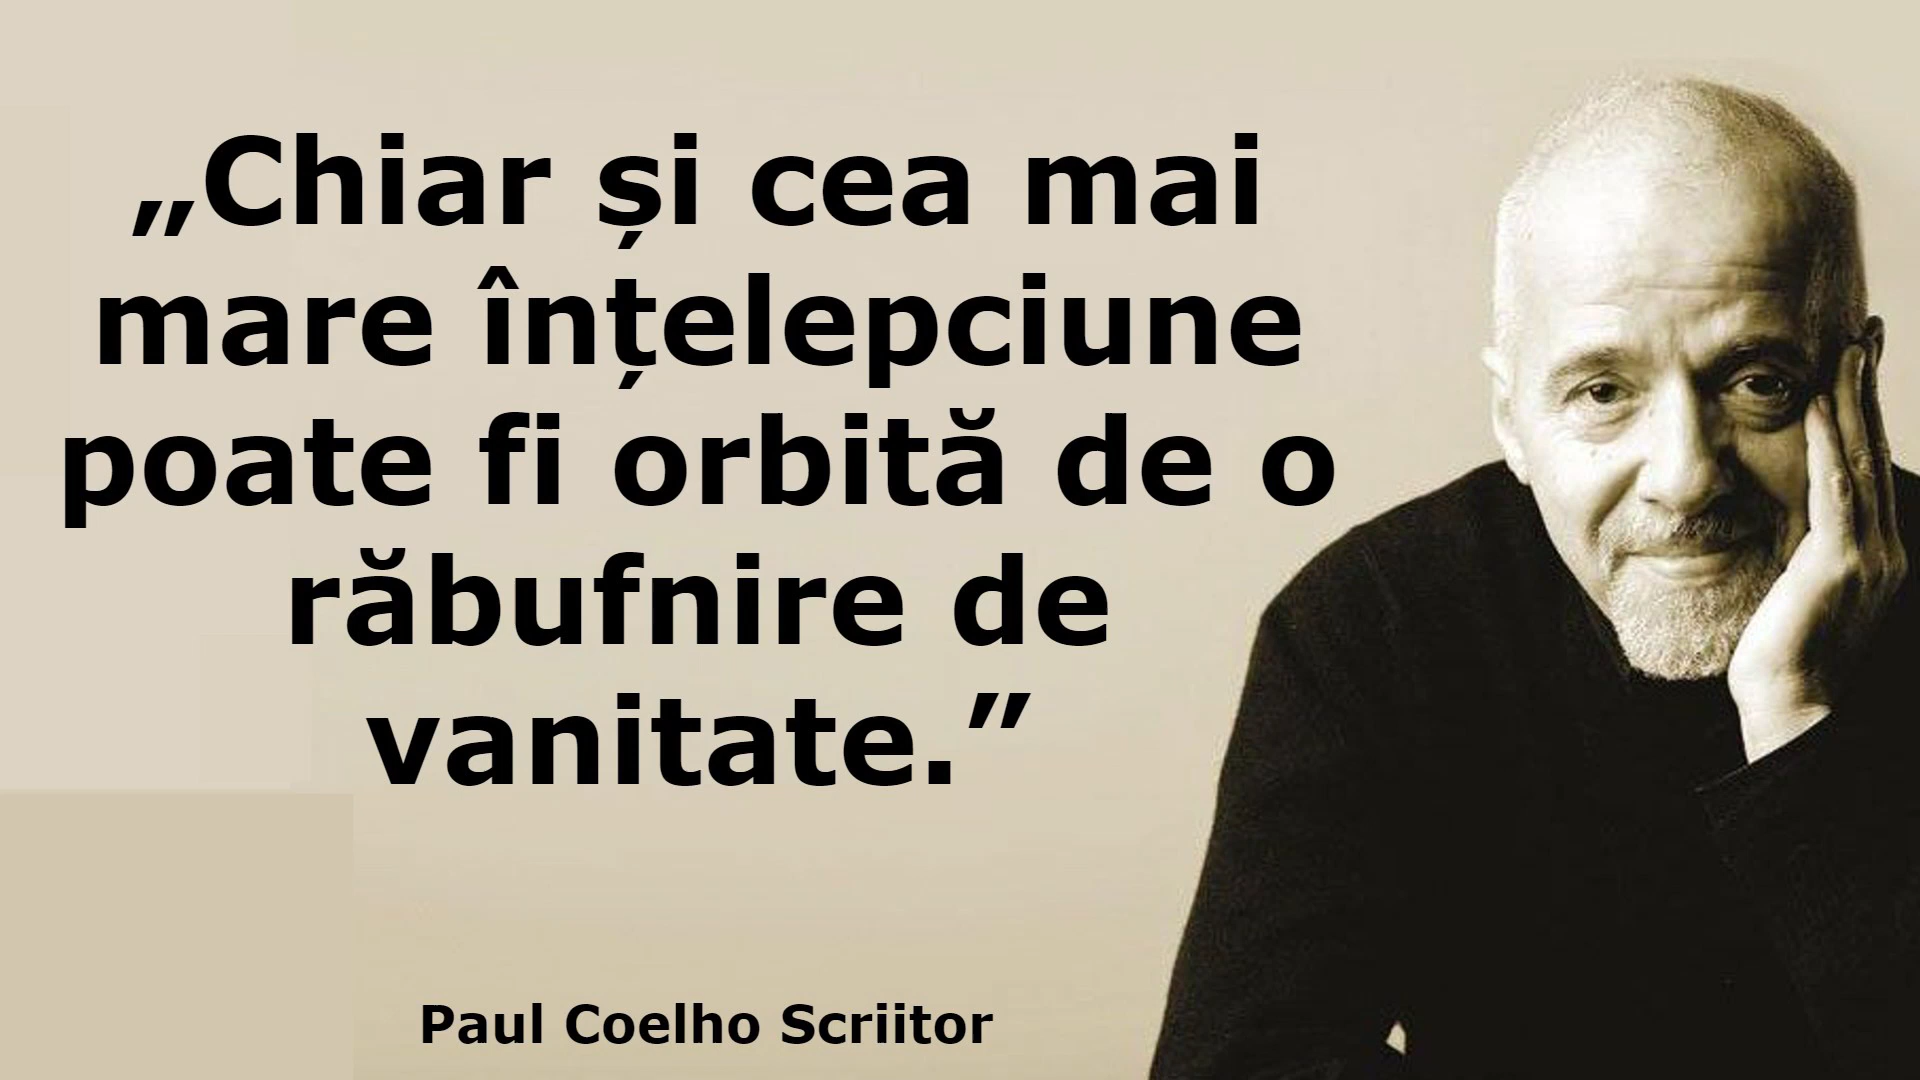 „Chiar și cea mai
mare înțelepciune
poate fi orbită de o
răbufnire de
vanitate.”
Paul Coelho Scriitor